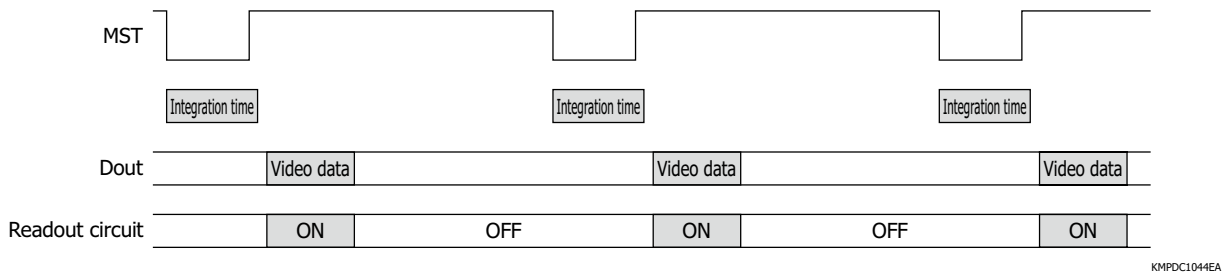 MST
Integration time Integration time Integration time
Dout Video data Video data Video data
Readout circuit ON OFF ON OFF ON
KMPDC1044EA